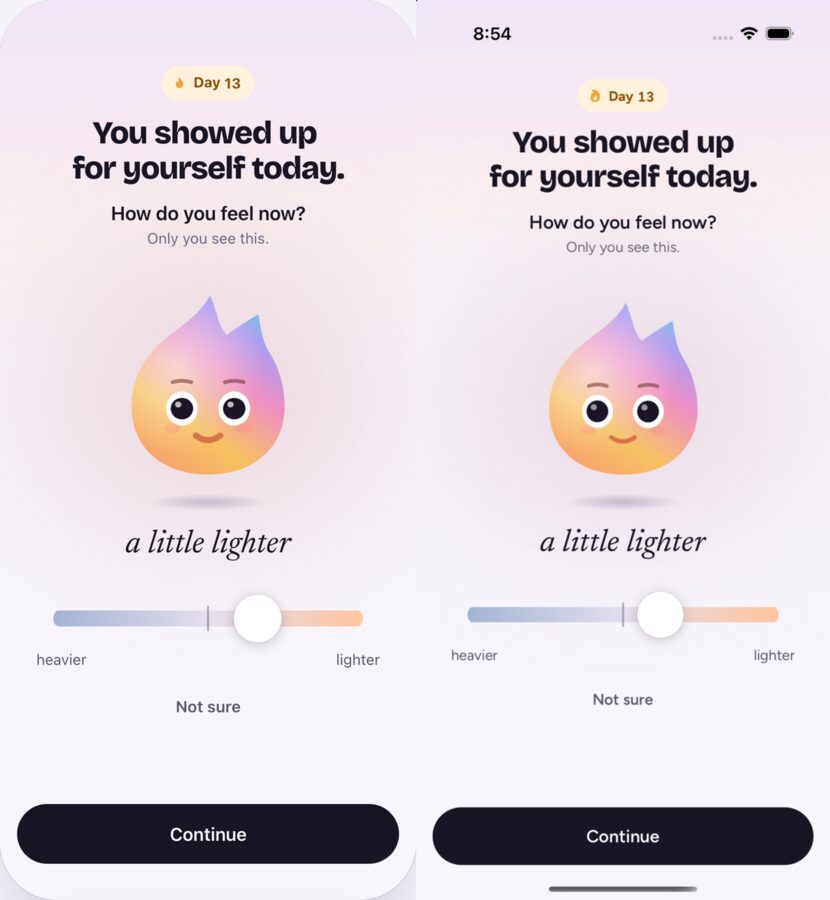 Day 13
You showed up
for yourself today.
How do you feel now?
Only you see this.
a little lighter
heavier
lighter
Not sure
Continue
8:54
Day 13
You showed up
for yourself today.
How do you feel now?
Only you see this.
a little lighter
heavier
lighter
Not sure
Continue